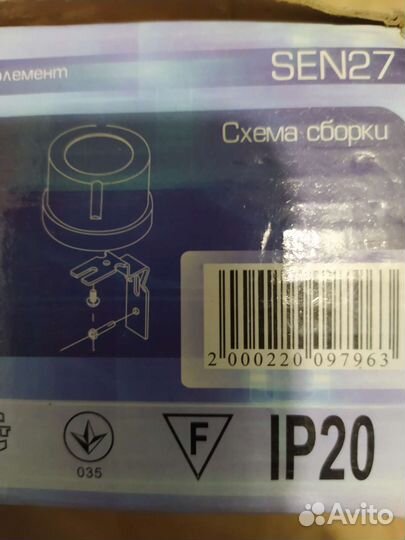 элемент
SEN27
Схема сборки
2 000220 097963
035
F
IP20
Avito